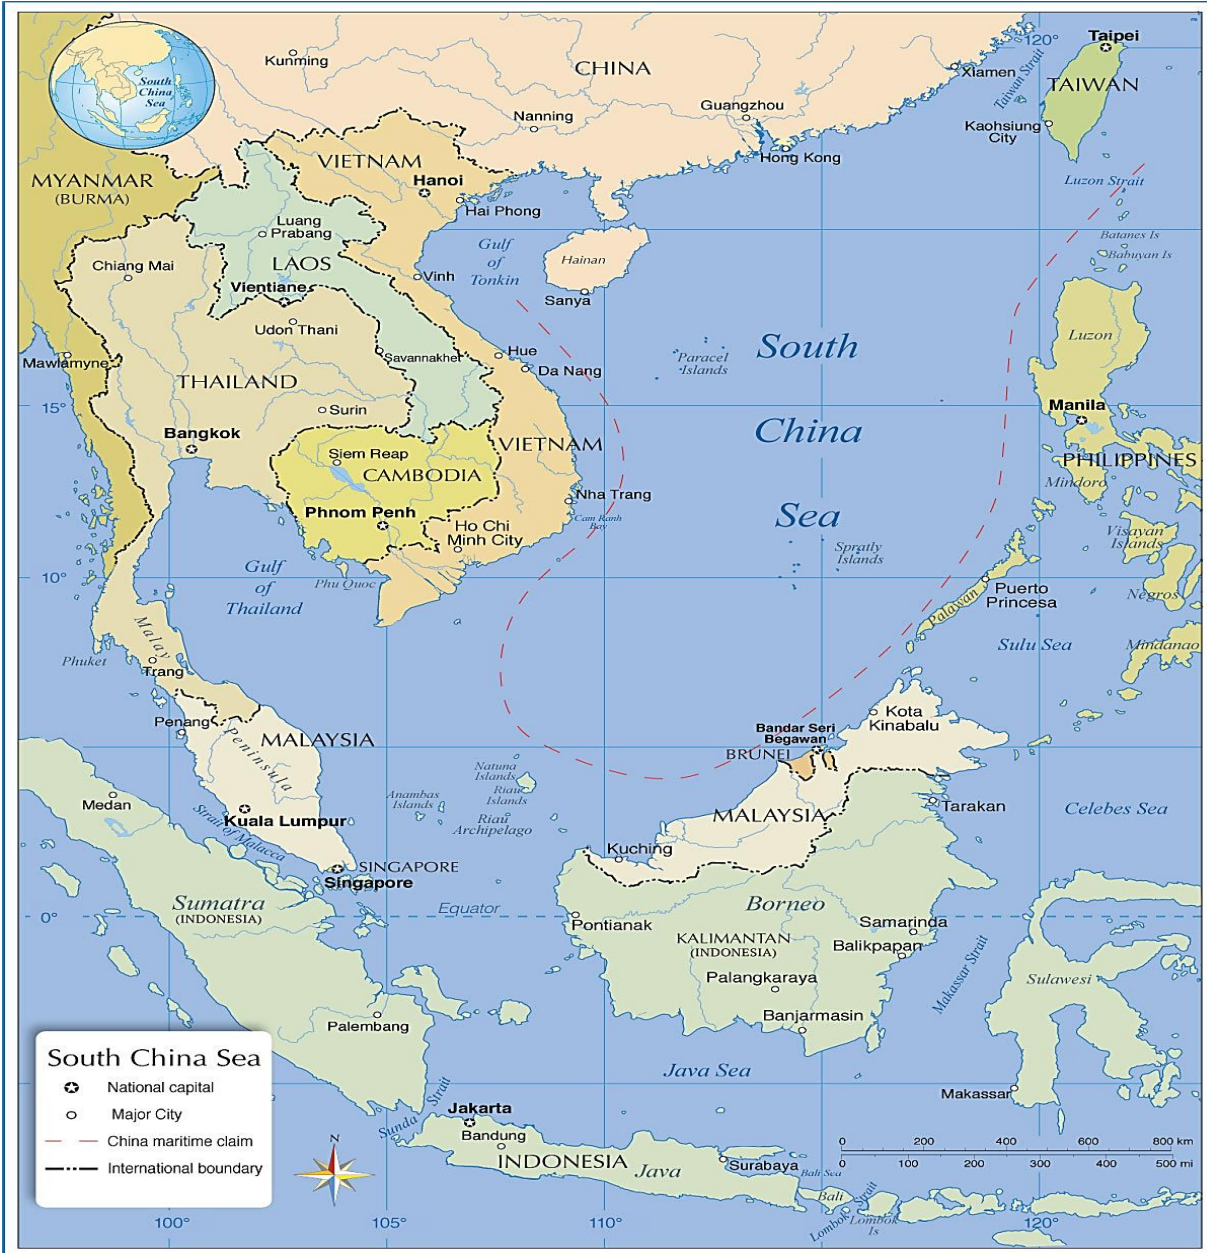 120°
Taipei
Kunming
CHINA
Xiamen
Taiwan Strait
TAIWAN
South
China
Sea
Guangzhou
Nanning
Kaohsiung
City
Hong Kong
VIETNAM
Hanoi
MYANMAR
(BURMA)
Luzon Strait
Hai Phong
Luang
Prabang
Gulf
of
Tonkin
Batanes Is
Babuyan Is
Hainan
Chiang Mai
LAOS
Vientiane
Vinh
Sanya
Udon Thani
South
Luzon
Hue
Paracel
Islands
Mawlamyne
Savannakhet
Da Nang
THAILAND
15°
Surin
Manila
Bangkok
China
VIETNAM
Siem Reap
CAMBODIA
PHILIPPINES
Mindoro
Nha Trang
Phnom Penh
Cam Ranh
Bay
Sea
Ho Chi
Minh City
Visayan
Islands
Spratly
Islands
10°
Gulf
of
Thailand
Phu Quoc
Puerto
Princesa
Palawan
Negros
Malay
Peninsula
Sulu Sea
Mindanao
Phuket
Trang
Penang
MALAYSIA
Kota
Kinabalu
Bandar Seri
Begawan
BRUNEI
Natuna
Islands
Riau
Islands
Anambas
Islands
Riau
Archipelago
Medan
Tarakan
Celebes Sea
Kuala Lumpur
Strait of Malacca
MALAYSIA
Kuching
SINGAPORE
Singapore
Sumatra
(INDONESIA)
Equator
Borneo
0°
Pontianak
Samarinda
KALIMANTAN
(INDONESIA)
Balikpapan
Makassar Strait
Palangkaraya
Sulawesi
Palembang
Banjarmasin
Java Sea
Makassar
South China Sea
National capital
Major City
China maritime claim
International boundary
N
Sunda Strait
Jakarta
Bandung
INDONESIA
Java
Surabaya
Bali Sea
Bali
Lombok Strait
Lombok
Is
0 200 400 600 800 km
0 100 200 300 400 500 mi
100° 105° 110° 120°